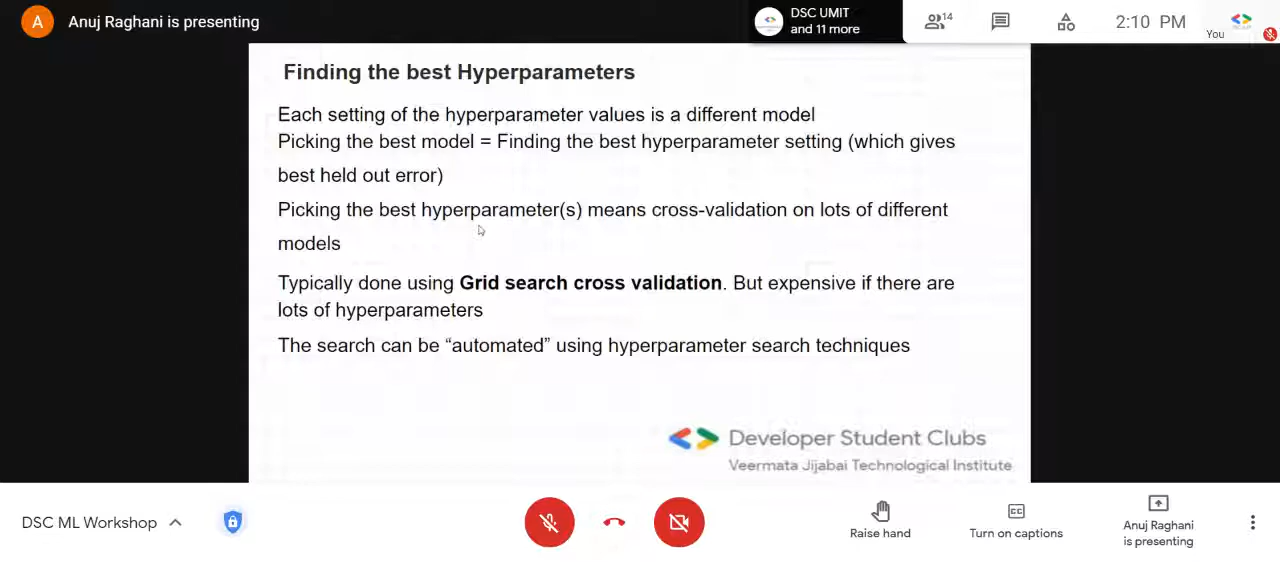 A
Anuj Raghani is presenting
DSC UMIT
and 11 more
14
2:10 PM
You
Finding the best Hyperparameters
Each setting of the hyperparameter values is a different model
Picking the best model = Finding the best hyperparameter setting (which gives
best held out error)
Picking the best hyperparameter(s) means cross-validation on lots of different
models
Typically done using Grid search cross validation. But expensive if there are
lots of hyperparameters
The search can be “automated” using hyperparameter search techniques
Developer Student Clubs
Veermata Jijabai Technological Institute
DSC ML Workshop
Raise hand
CC
Turn on captions
Anuj Raghani
is presenting